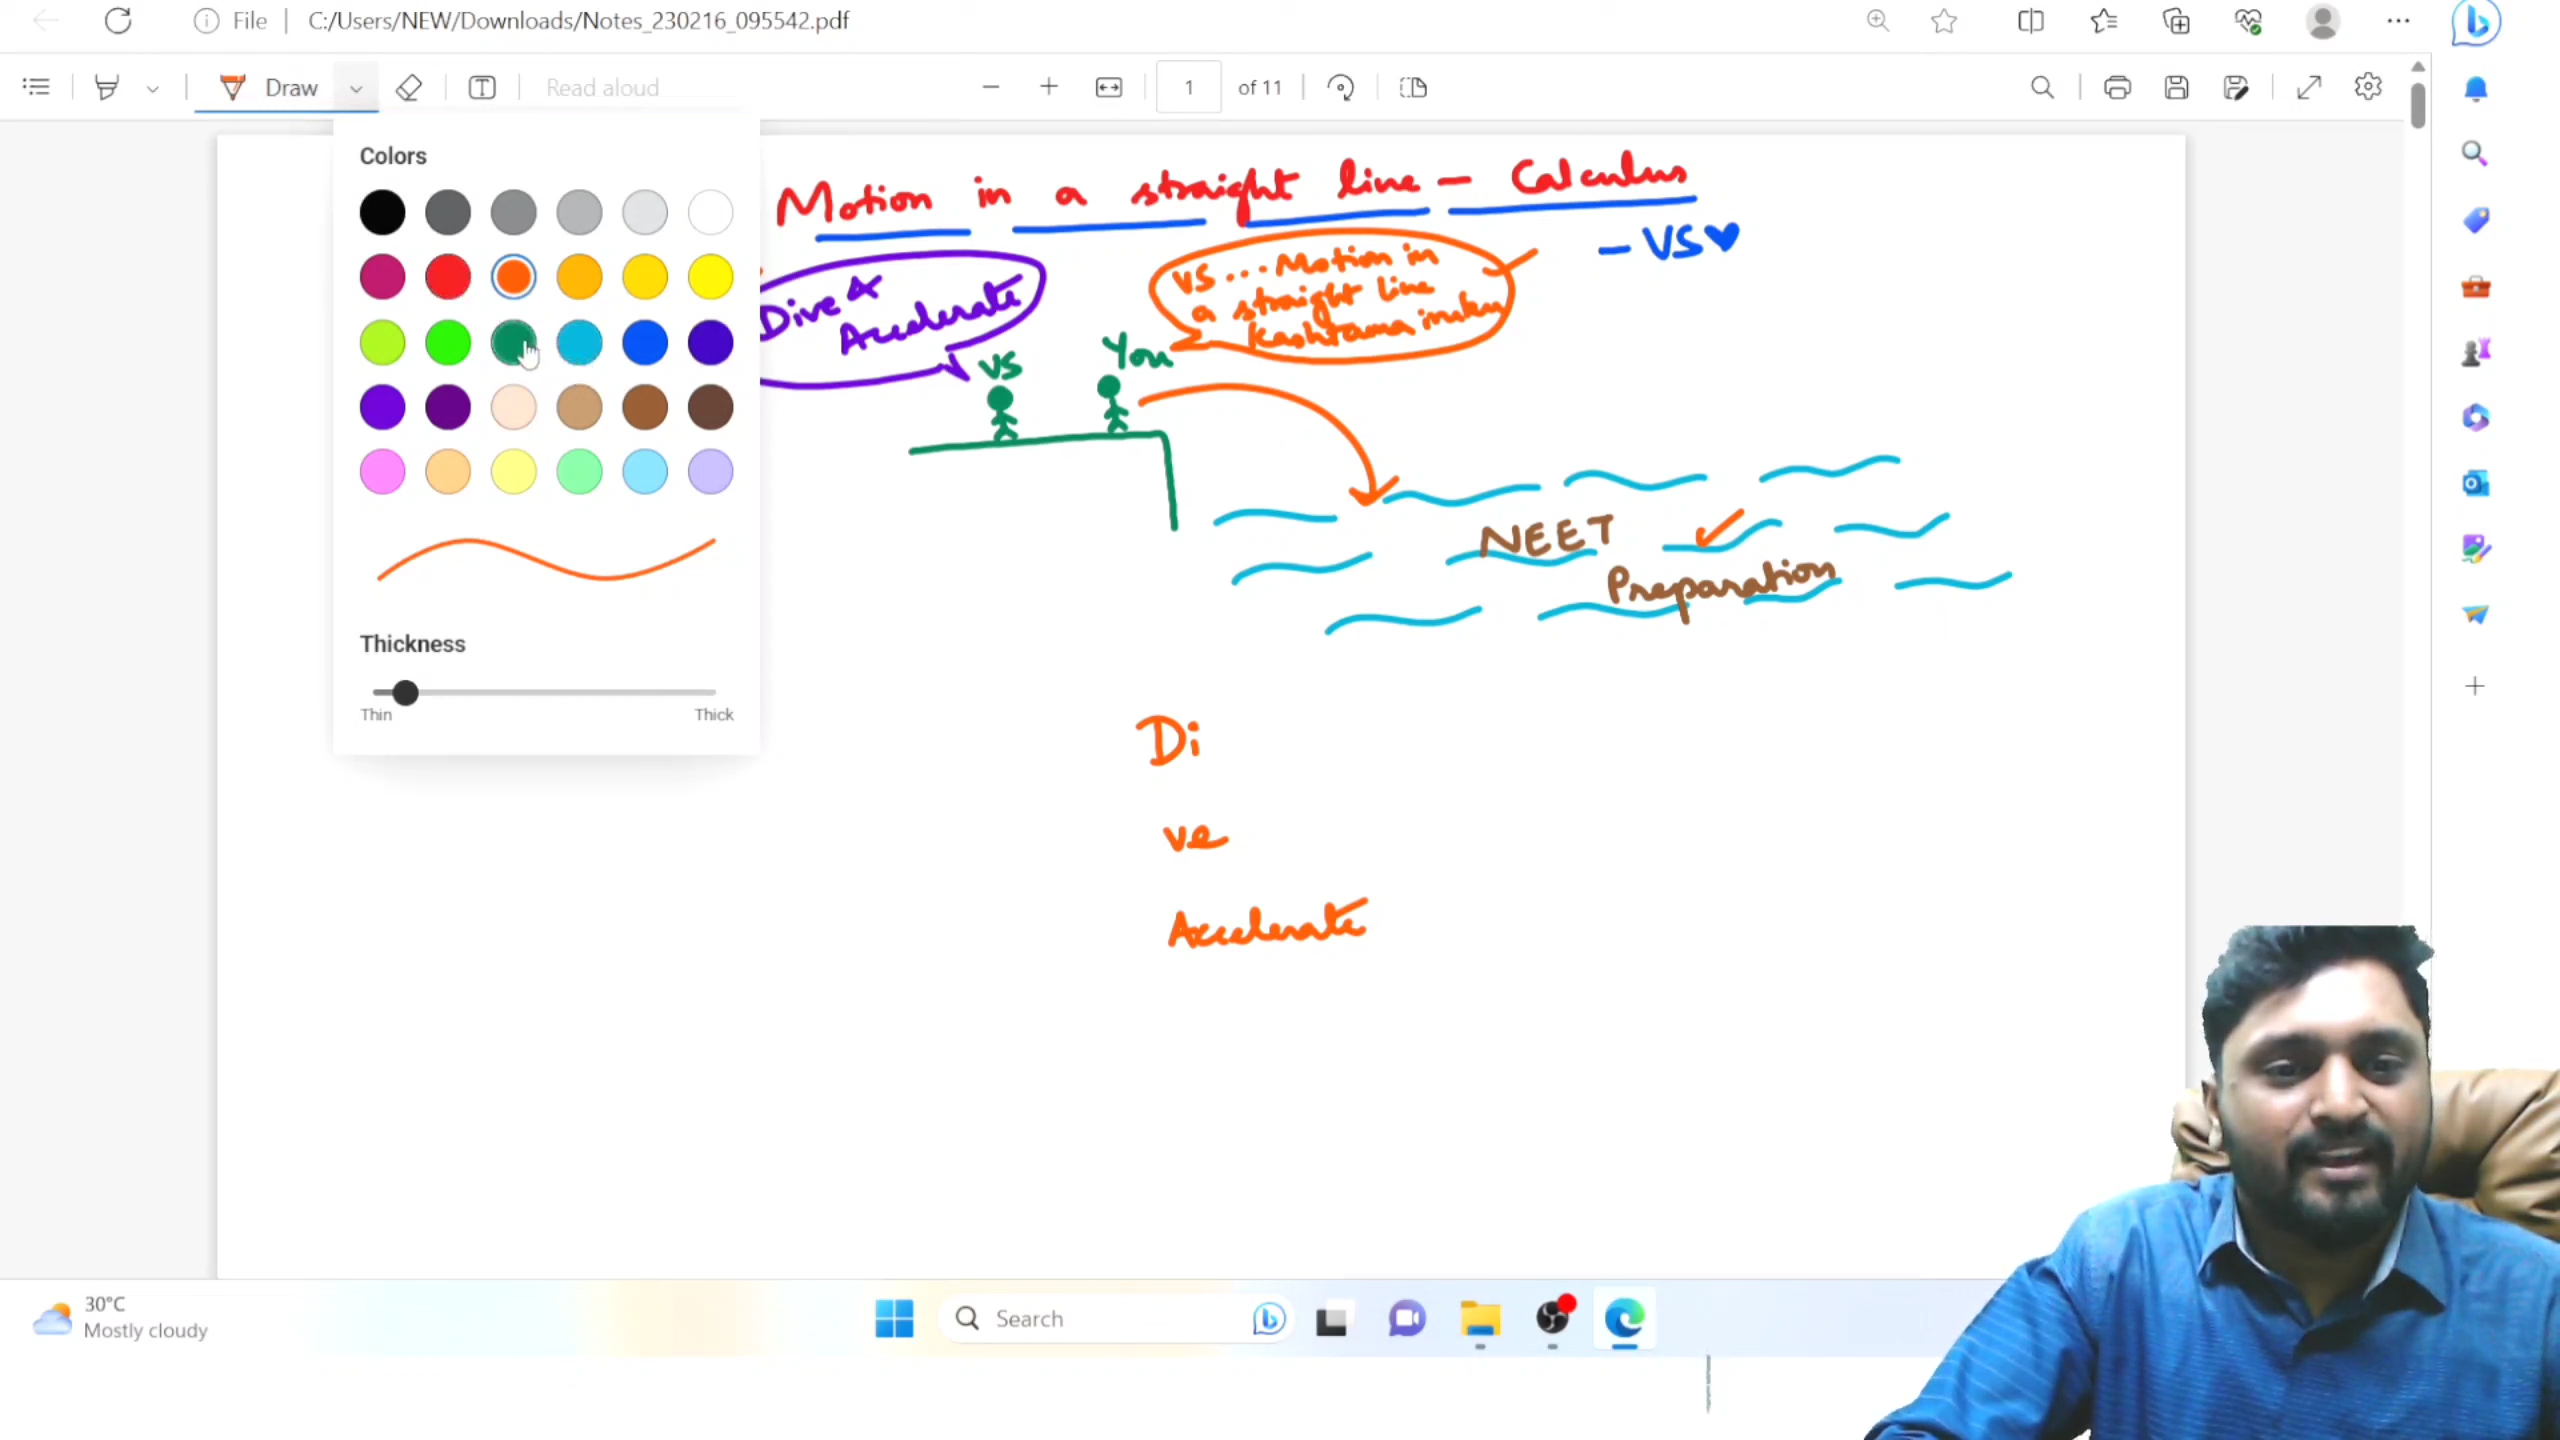 File | C:/Users/NEW/Downloads/Notes_230216_095542.pdf
Draw
Read aloud
1 of 11
Colors
Thickness
Thin Thick
Motion in a straight line - Calculus
- VS
Dive &
Accelerate
VS ... Motion in
a straight line
Kashtama
VS
You
NEET
Preparation
Di
ve
Accelerate
30°C
Mostly cloudy
Search